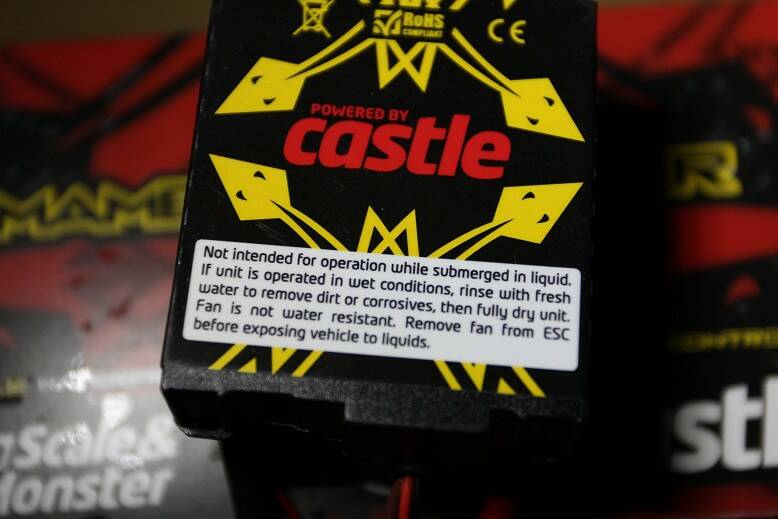 RoHS
COMPLIANT
CE
POWERED BY
castle
Not intended for operation while submerged in liquid.
If unit is operated in wet conditions, rinse with fresh
water to remove dirt or corrosives, then fully dry unit.
Fan is not water resistant. Remove fan from ESC
before exposing vehicle to liquids.
MAMB
R
Scale &
Monster
stl